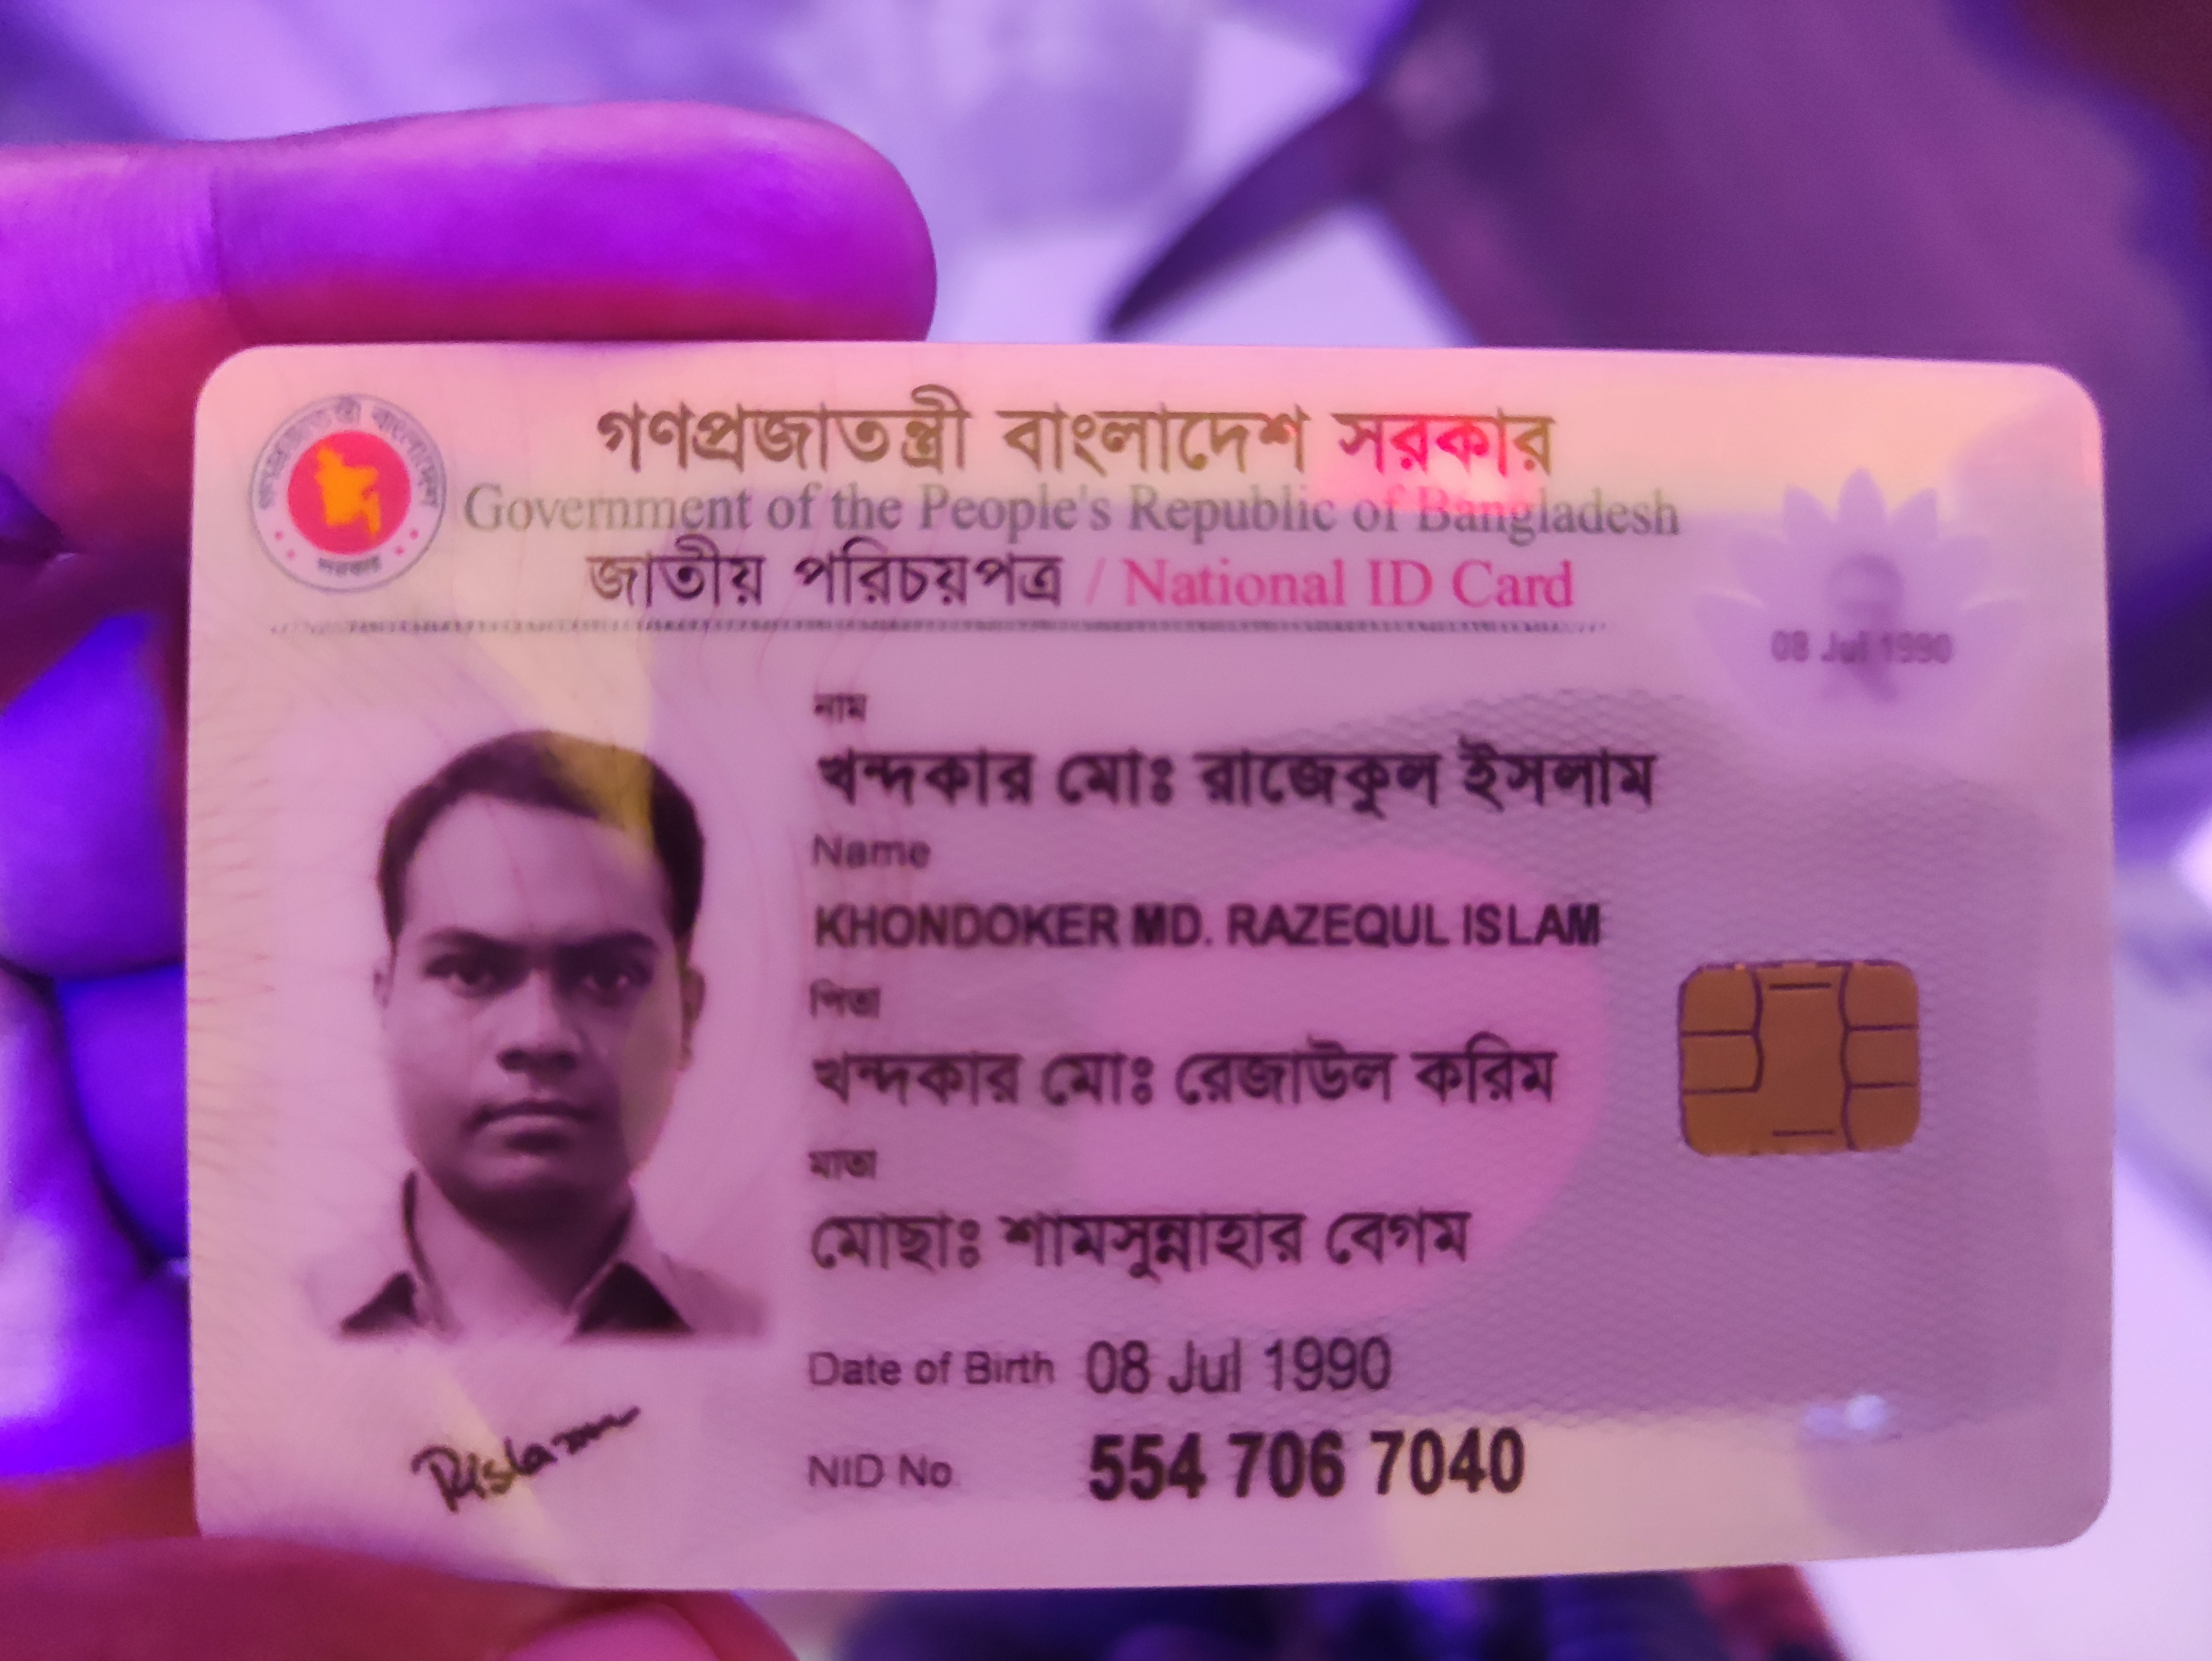 গণপ্রজাতন্ত্রী বাংলাদেশ সরকার
Government of the People's Republic of Bangladesh
জাতীয় পরিচয়পত্র / National ID Card
08 Jul 1990
নাম
খন্দকার মোঃ রাজেকুল ইসলাম
Name
KHONDOKER MD. RAZEQUL ISLAM
পিতা
খন্দকার মোঃ রেজাউল করিম
মাতা
মোছাঃ শামসুন্নাহার বেগম
Date of Birth 08 Jul 1990
NID No 554 706 7040